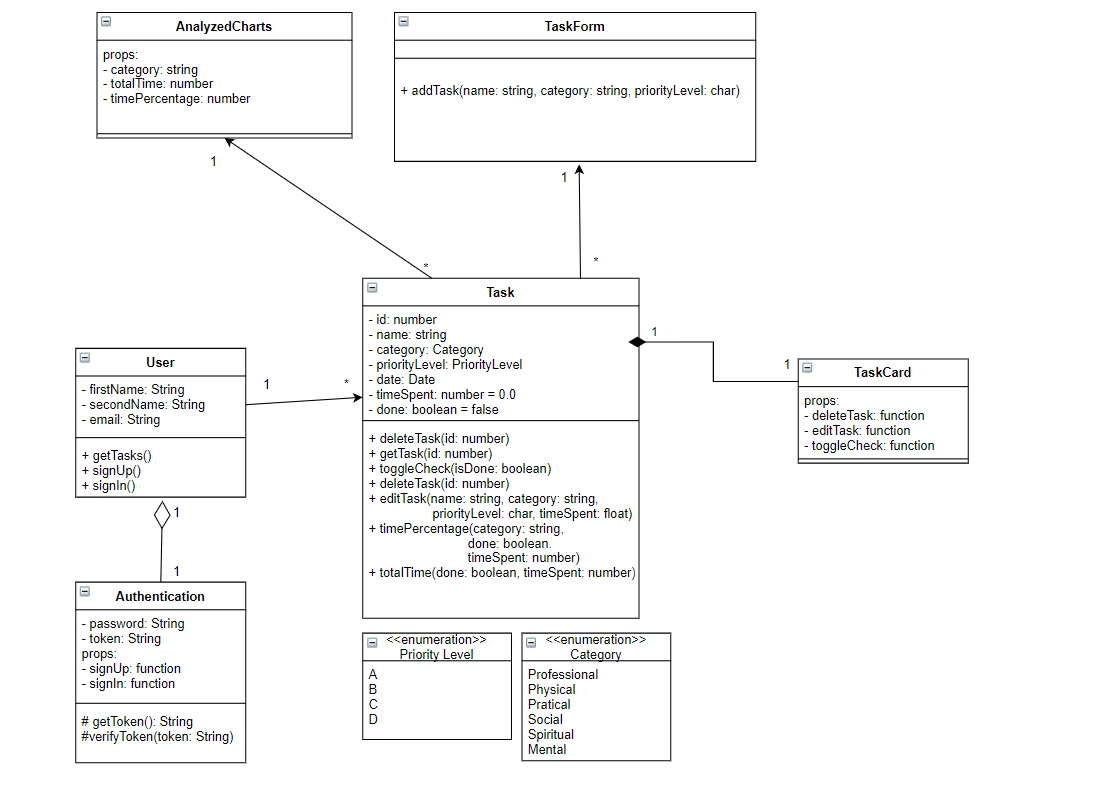 AnalyzedCharts
props:
- category: string
- totalTime: number
- timePercentage: number
TaskForm
+ addTask(name: string, category: string, priorityLevel: char)
1
1
*
*
Task
- id: number
- name: string
- category: Category
- priorityLevel: PriorityLevel
- date: Date
- timeSpent: number = 0.0
- done: boolean = false
+ deleteTask(id: number)
+ getTask(id: number)
+ toggleCheck(isDone: boolean)
+ deleteTask(id: number)
+ editTask(name: string, category: string,
priorityLevel: char, timeSpent: float)
+ timePercentage(category: string,
done: boolean.
timeSpent: number)
+ totalTime(done: boolean, timeSpent: number)
User
- firstName: String
- secondName: String
- email: String
+ getTasks()
+ signUp()
+ signIn()
1
*
1
1
TaskCard
props:
- deleteTask: function
- editTask: function
- toggleCheck: function
1
1
Authentication
- password: String
- token: String
props:
- signUp: function
- signIn: function
# getToken(): String
#verifyToken(token: String)
<<enumeration>>
Priority Level
A
B
C
D
<<enumeration>>
Category
Professional
Physical
Pratical
Social
Spiritual
Mental